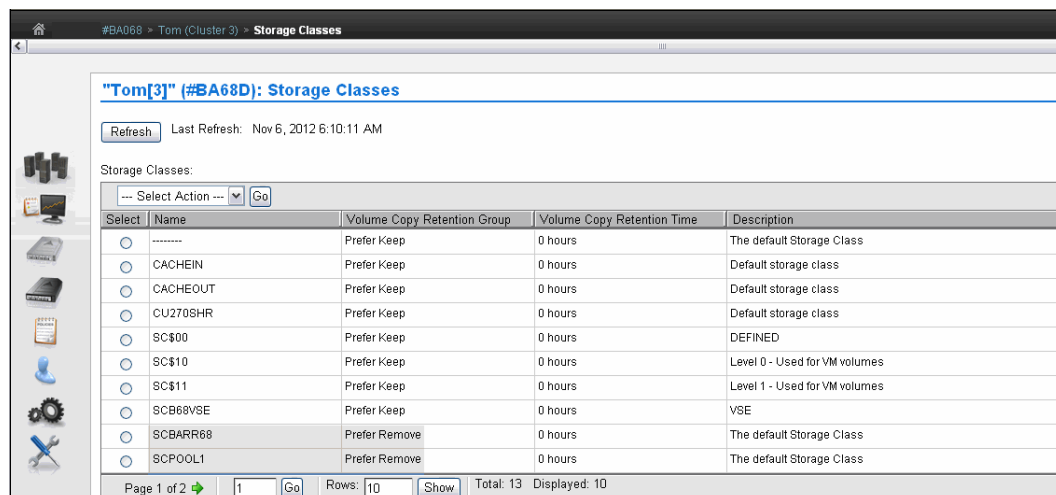 #BA068 > Tom (Cluster 3) > Storage Classes
"Tom[3]" (#BA68D): Storage Classes
Refresh Last Refresh: Nov 6, 2012 6:10:11 AM
Storage Classes:
--- Select Action --- Go
Select Name Volume Copy Retention Group Volume Copy Retention Time Description
-------- Prefer Keep 0 hours The default Storage Class
CACHEIN Prefer Keep 0 hours Default storage class
CACHEOUT Prefer Keep 0 hours Default storage class
CU270SHR Prefer Keep 0 hours Default storage class
SC$00 Prefer Keep 0 hours DEFINED
SC$10 Prefer Keep 0 hours Level 0 - Used for VM volumes
SC$11 Prefer Keep 0 hours Level 1 - Used for VM volumes
SCB68VSE Prefer Keep 0 hours VSE
SCBARR68 Prefer Remove 0 hours The default Storage Class
SCPOOL1 Prefer Remove 0 hours The default Storage Class
Page 1 of 2 1 Go Rows: 10 Show Total: 13 Displayed: 10